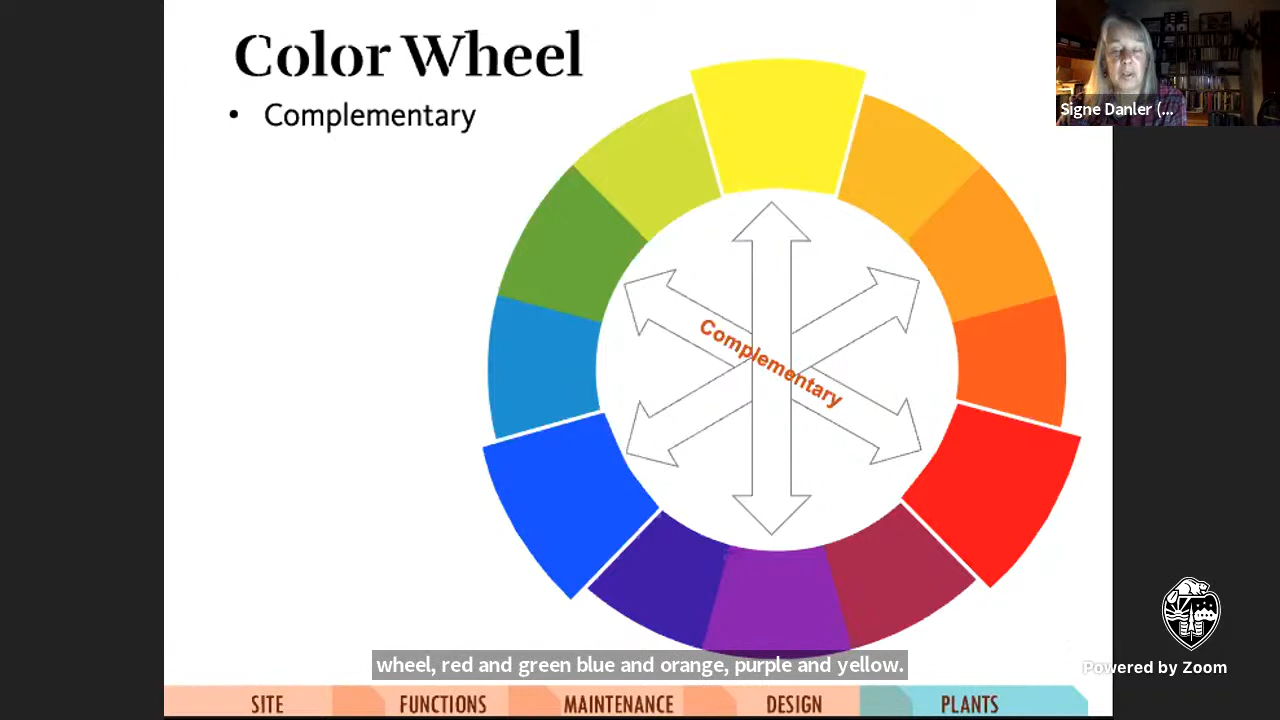 Color Wheel
• Complementary
Signe Danler (...
Complementary
wheel, red and green blue and orange, purple and yellow.
Powered by Zoom
SITE
FUNCTIONS
MAINTENANCE
DESIGN
PLANTS